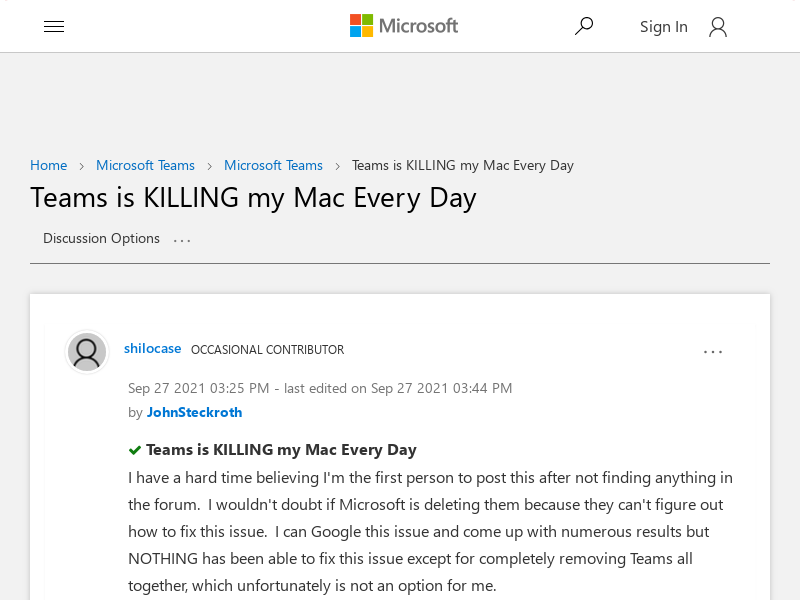 Microsoft
Sign In
Home > Microsoft Teams > Microsoft Teams > Teams is KILLING my Mac Every Day
Teams is KILLING my Mac Every Day
Discussion Options ...
shilocase OCCASIONAL CONTRIBUTOR ...
Sep 27 2021 03:25 PM - last edited on Sep 27 2021 03:44 PM
by JohnSteckroth
Teams is KILLING my Mac Every Day
I have a hard time believing I'm the first person to post this after not finding anything in
the forum.  I wouldn't doubt if Microsoft is deleting them because they can't figure out
how to fix this issue.  I can Google this issue and come up with numerous results but
NOTHING has been able to fix this issue except for completely removing Teams all
together, which unfortunately is not an option for me.